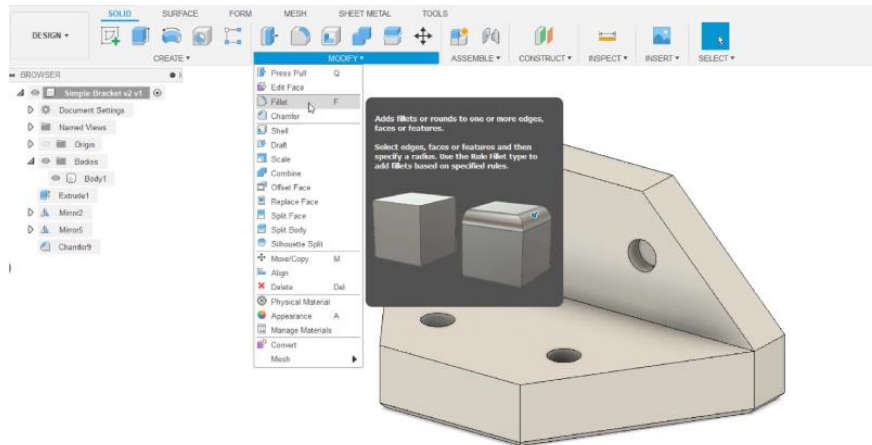 SOLID SURFACE FORM MESH SHEET METAL TOOLS
DESIGN
CREATE MODIFY ASSEMBLE CONSTRUCT INSPECT INSERT SELECT
BROWSER
Simple Bracket v2 v1
Document Settings
Named Views
Origin
Bodies
Body1
Extrude1
Mirror2
Mirror5
Chamfer9
Press Pull Q
Edit Face
Fillet F
Chamfer
Shell
Draft
Scale
Combine
Offset Face
Replace Face
Split Face
Split Body
Silhouette Split
Move/Copy M
Align
Delete Del
Physical Material
Appearance A
Manage Materials
Convert
Mesh
Adds fillets or rounds to one or more edges,
faces or features.
Select edges, faces or features and then
specify a radius. Use the Rule Fillet type to
add fillets based on specified rules.